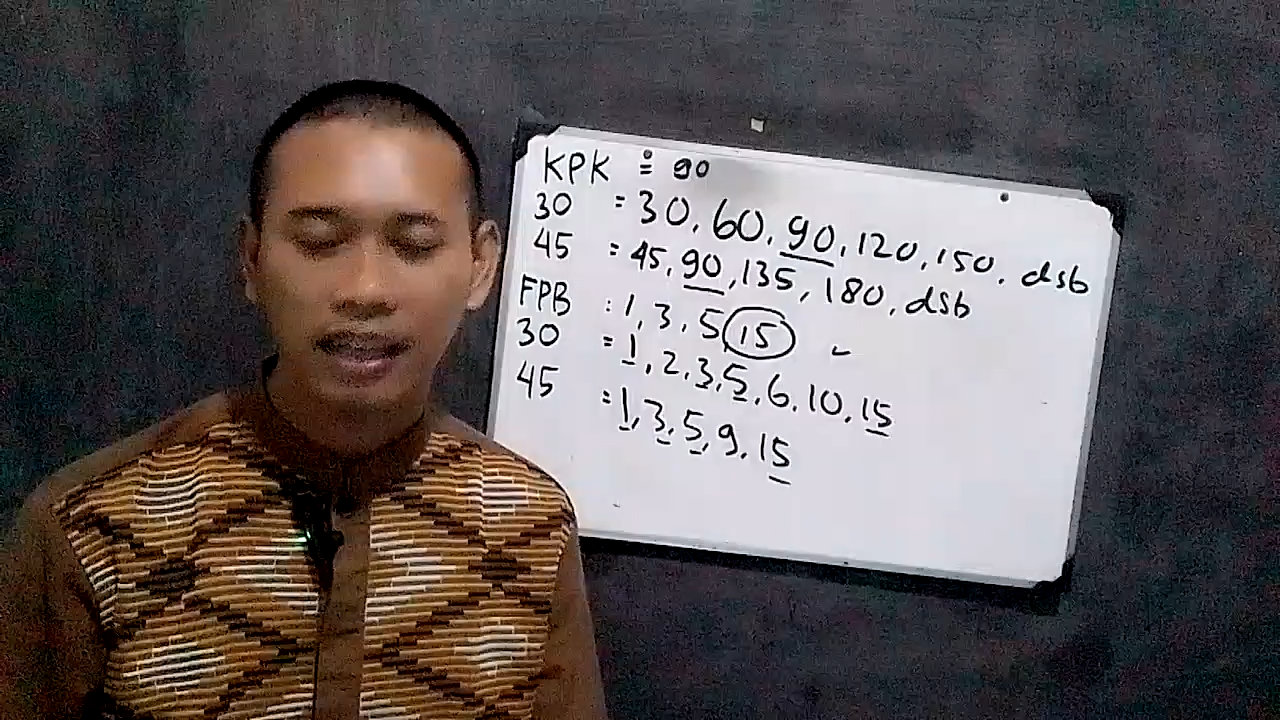 KPK = 90
30 = 30, 60, 90, 120, 150, dsb
45 = 45, 90, 135, 180, dsb
FPB : 1, 3, 5, 15
30 = 1, 2, 3, 5, 6, 10, 15
45 = 1, 3, 5, 9, 15